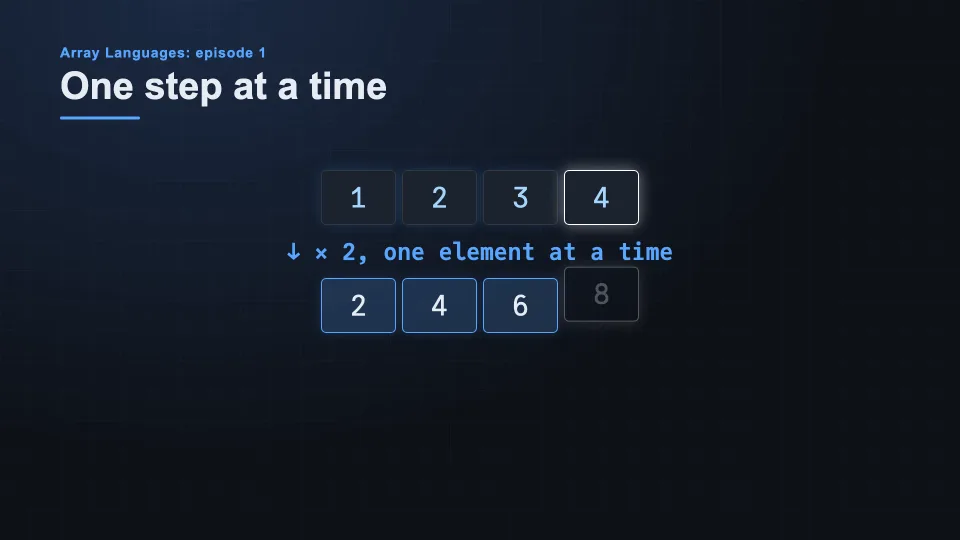 Array Languages: episode 1
One step at a time
1 2 3 4
↓ × 2, one element at a time
2 4 6 8